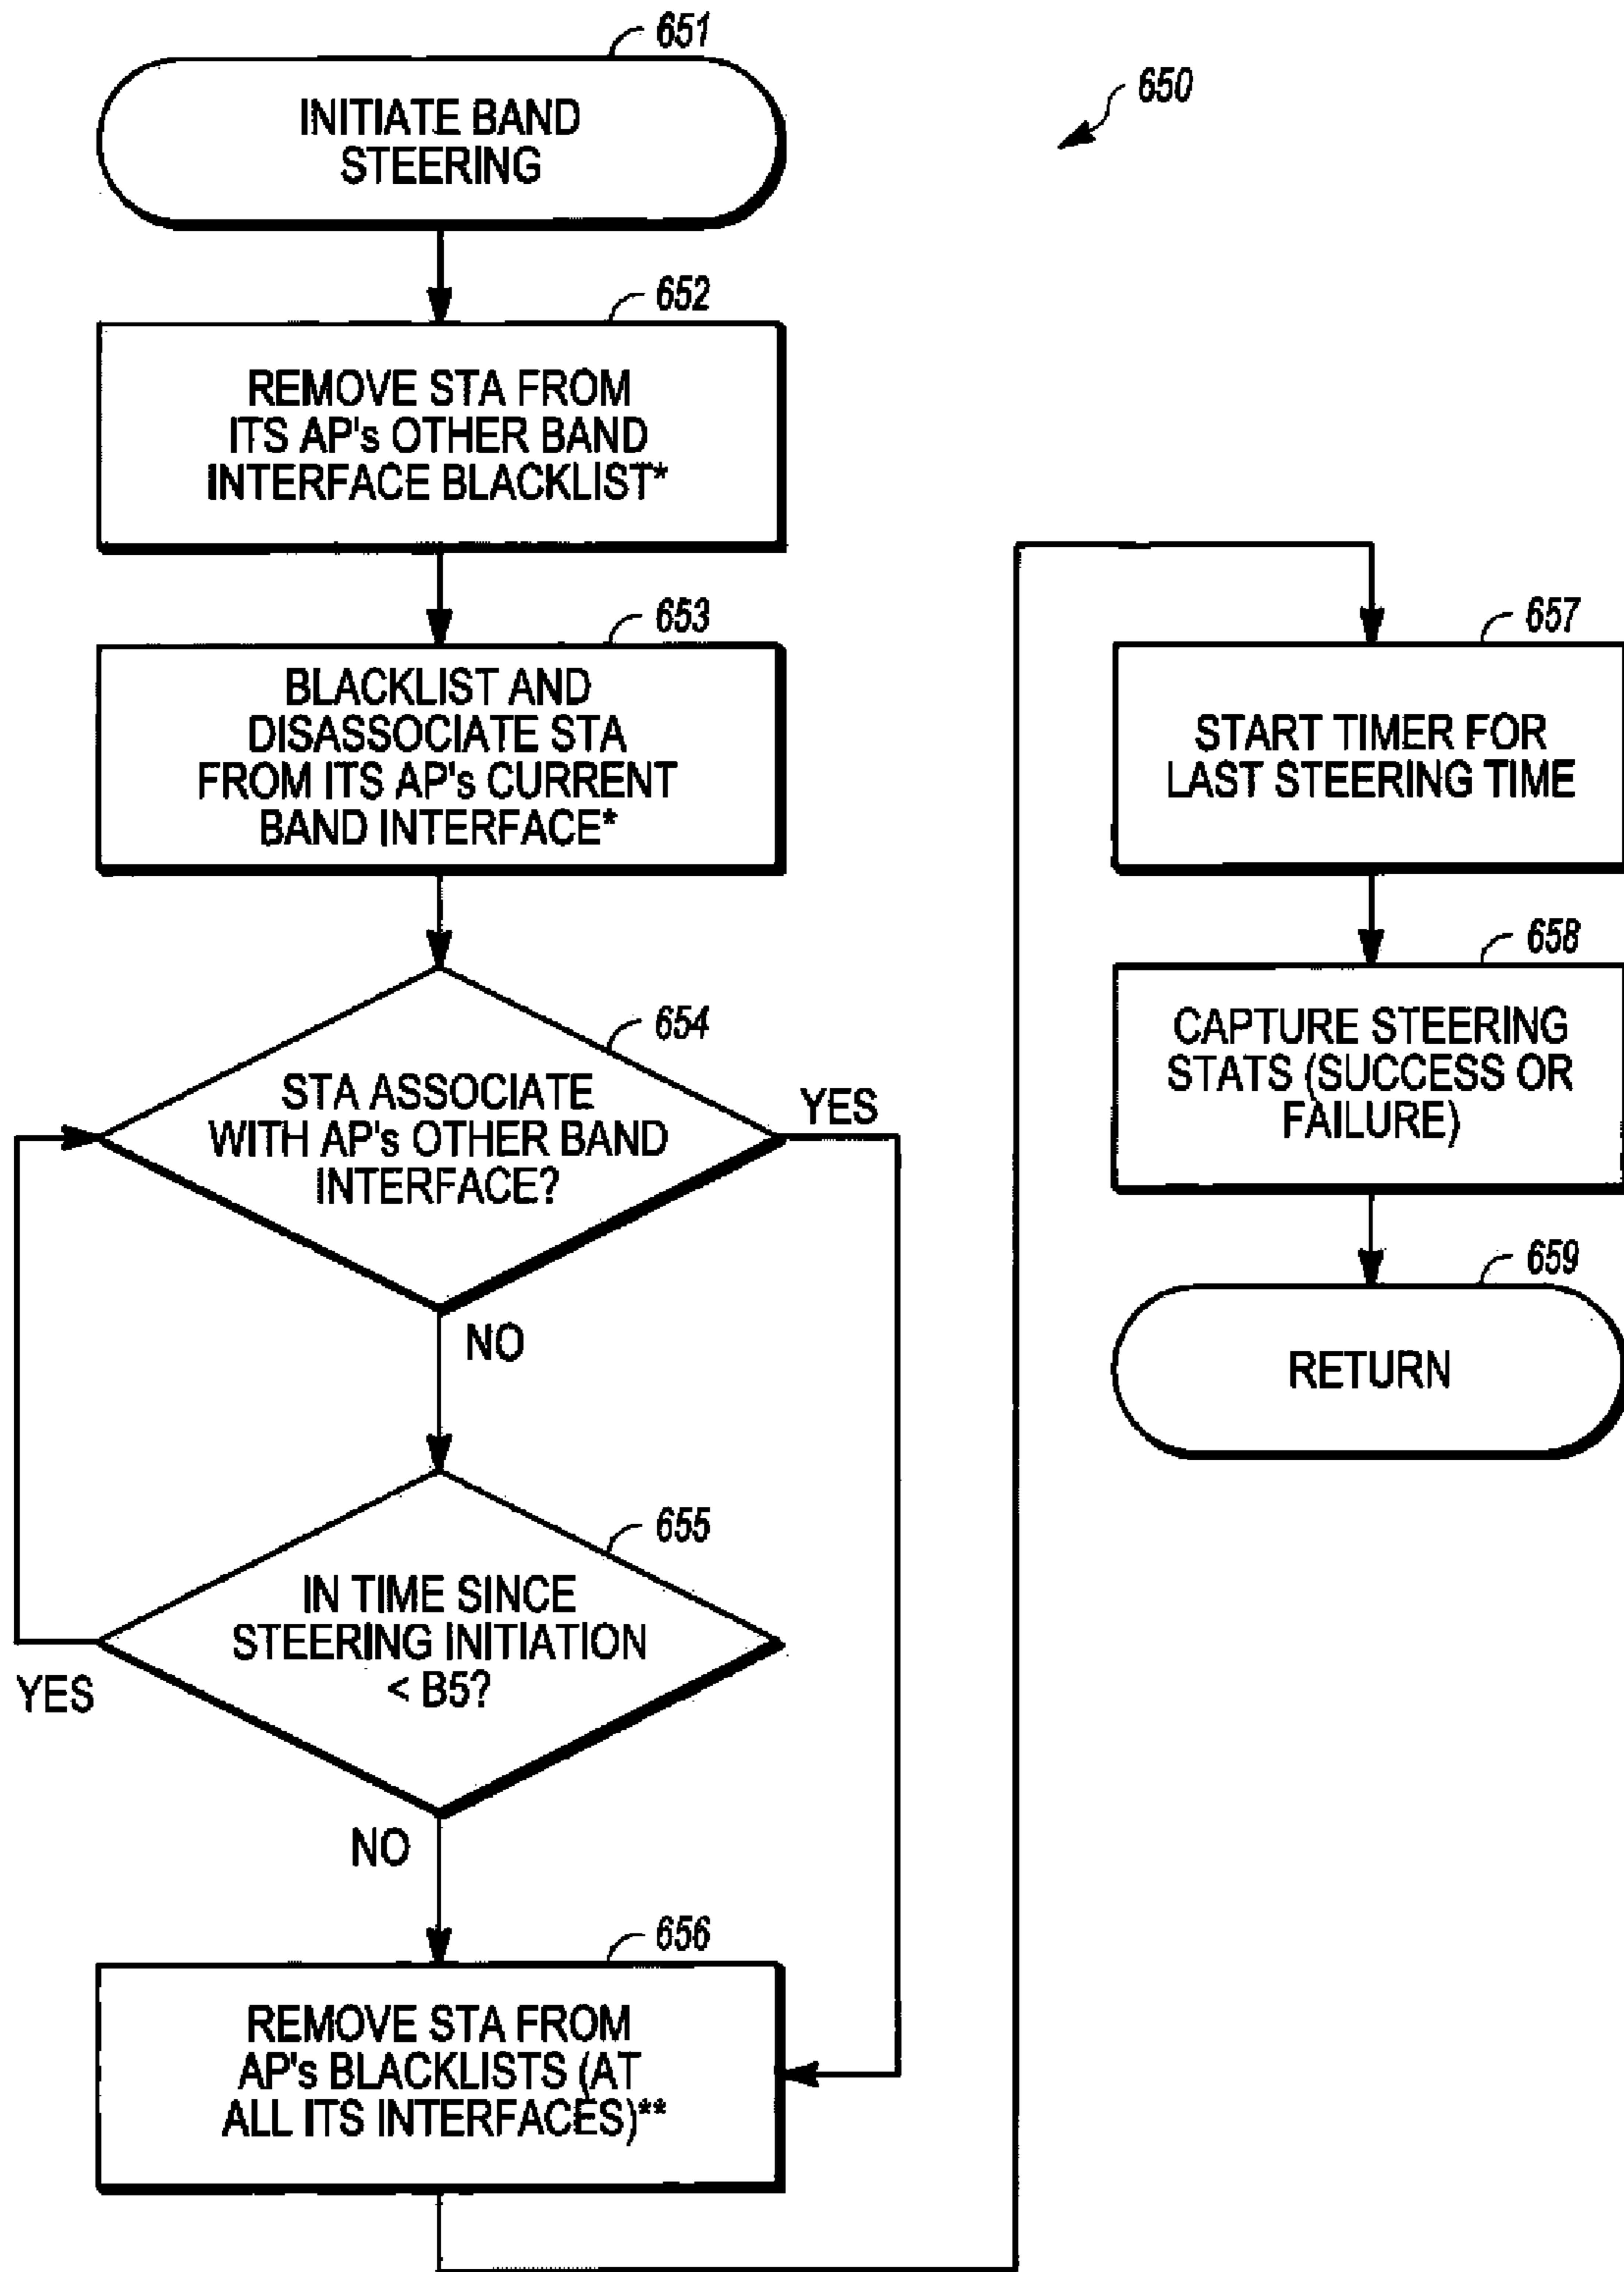 651
INITIATE BAND
STEERING
650
652
REMOVE STA FROM
ITS AP's OTHER BAND
INTERFACE BLACKLIST*
653
BLACKLIST AND
DISASSOCIATE STA
FROM ITS AP's CURRENT
BAND INTERFACE*
654
STA ASSOCIATE
WITH AP's OTHER BAND
INTERFACE?
YES
NO
655
IN TIME SINCE
STEERING INITIATION
< B5?
YES
NO
656
REMOVE STA FROM
AP's BLACKLISTS (AT
ALL ITS INTERFACES)**
657
START TIMER FOR
LAST STEERING TIME
658
CAPTURE STEERING
STATS (SUCCESS OR
FAILURE)
659
RETURN